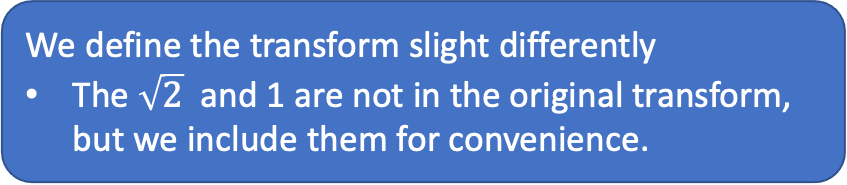 We define the transform slight differently
• The √2 and 1 are not in the original transform,
but we include them for convenience.